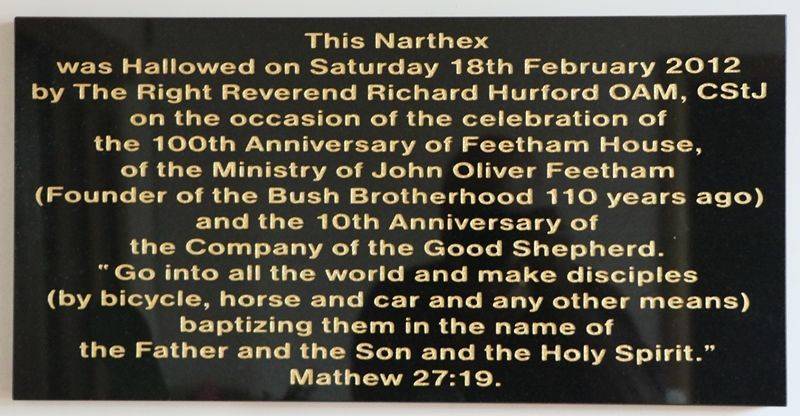 This Narthex
was Hallowed on Saturday 18th February 2012
by The Right Reverend Richard Hurford OAM, CStJ
on the occasion of the celebration of
the 100th Anniversary of Feetham House,
of the Ministry of John Oliver Feetham
(Founder of the Bush Brotherhood 110 years ago)
and the 10th Anniversary of
the Company of the Good Shepherd.
"Go into all the world and make disciples
(by bicycle, horse and car and any other means)
baptizing them in the name of
the Father and the Son and the Holy Spirit."
Mathew 27:19.